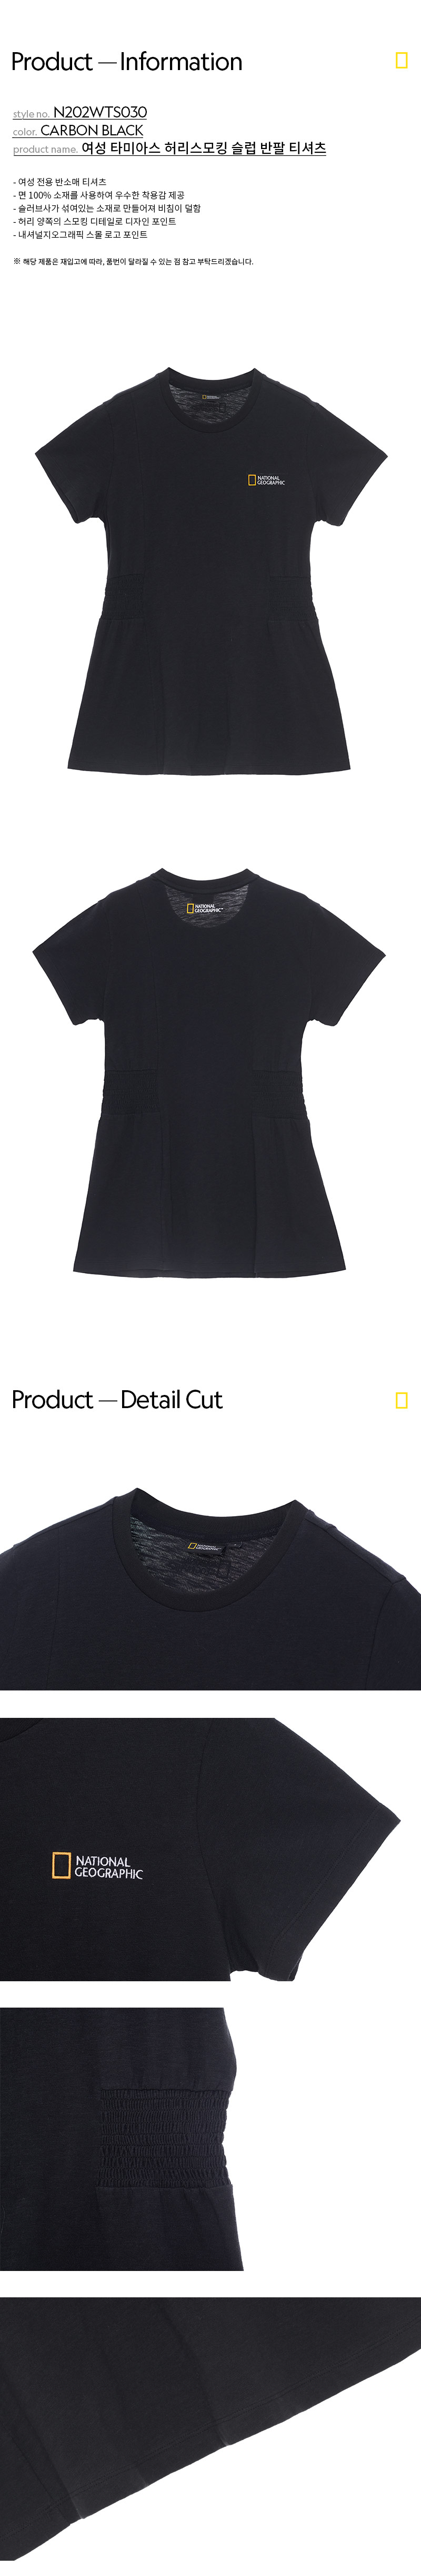 Product — Information
style no. N202WTS030
color. CARBON BLACK
product name. 여성 타미아스 허리스모킹 슬럽 반팔 티셔츠
- 여성 전용 반소매 티셔츠
- 면 100% 소재를 사용하여 우수한 착용감 제공
- 슬러브사가 섞여있는 소재로 만들어져 비침이 덜함
- 허리 양쪽의 스모킹 디테일로 디자인 포인트
- 내셔널지오그래픽 스몰 로고 포인트
※ 해당 제품은 재입고에 따라, 품번이 달라질 수 있는 점 참고 부탁드리겠습니다.
NATIONAL
GEOGRAPHIC
NATIONAL
GEOGRAPHIC
Product — Detail Cut
NATIONAL
GEOGRAPHIC
NATIONAL
GEOGRAPHIC